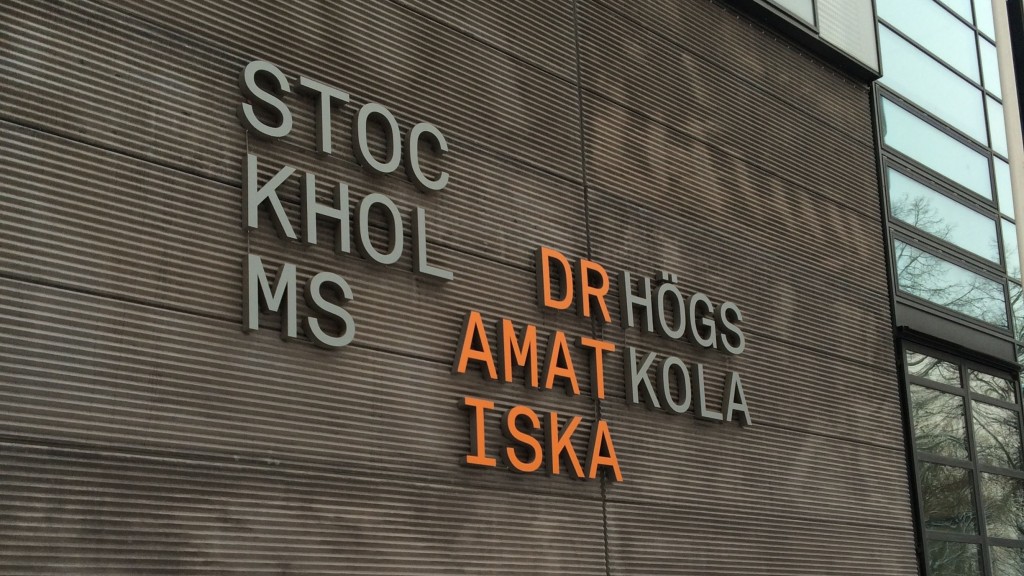 STOC
KHOL
MS
DR
AMAT
ISKA
HÖGS
KOLA